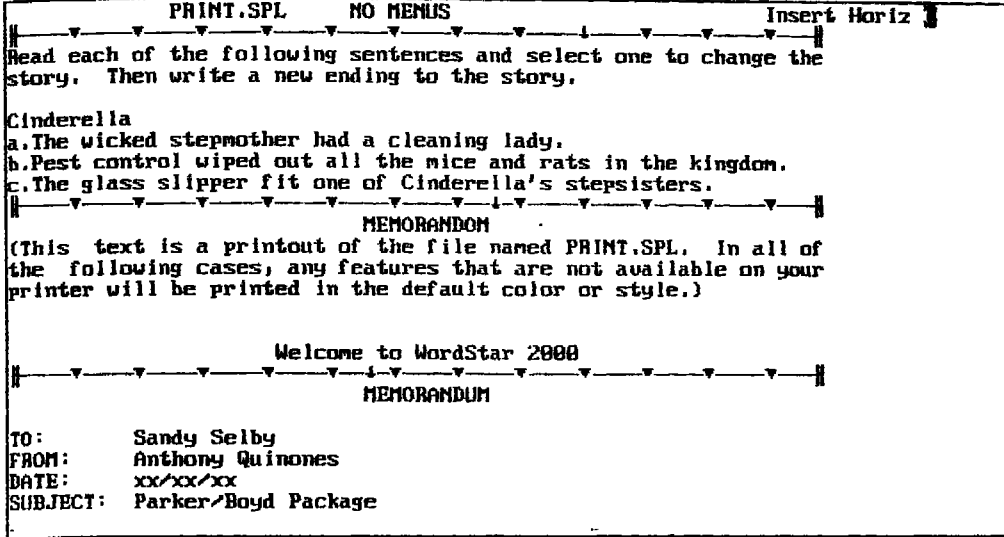 PRINT.SPL NO MENUS Insert Horiz
Read each of the following sentences and select one to change the
story. Then write a new ending to the story.
Cinderella
a.The wicked stepmother had a cleaning lady.
b.Pest control wiped out all the mice and rats in the kingdom.
c.The glass slipper fit one of Cinderella's stepsisters.
MEMORANDOM
(This text is a printout of the file named PRINT.SPL. In all of
the following cases, any features that are not available on your
printer will be printed in the default color or style.)
Welcome to WordStar 2000
MEMORANDUM
TO: Sandy Selby
FROM: Anthony Quinones
DATE: xx/xx/xx
SUBJECT: Parker/Boyd Package